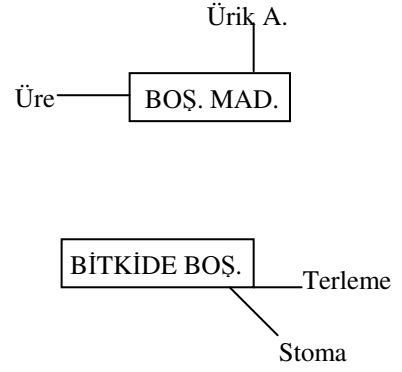 Ürik A.
Üre
BOŞ. MAD.
BİTKİDE BOŞ.
Terleme
Stoma